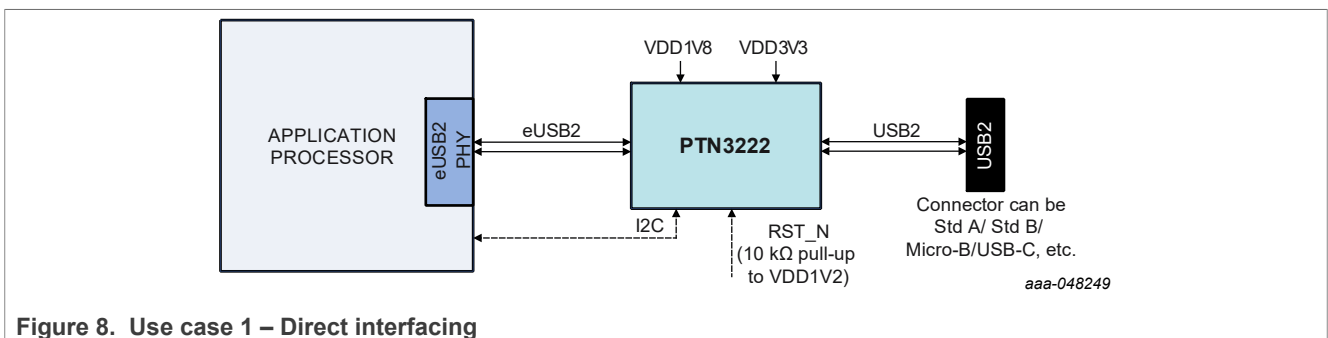 VDD1V8 VDD3V3
APPLICATION
PROCESSOR
eUSB2
PHY
eUSB2
PTN3222
USB2
USB2
I2C
RST_N
(10 kΩ pull-up
to VDD1V2)
Connector can be
Std A/ Std B/
Micro-B/USB-C, etc.
aaa-048249
Figure 8. Use case 1 – Direct interfacing